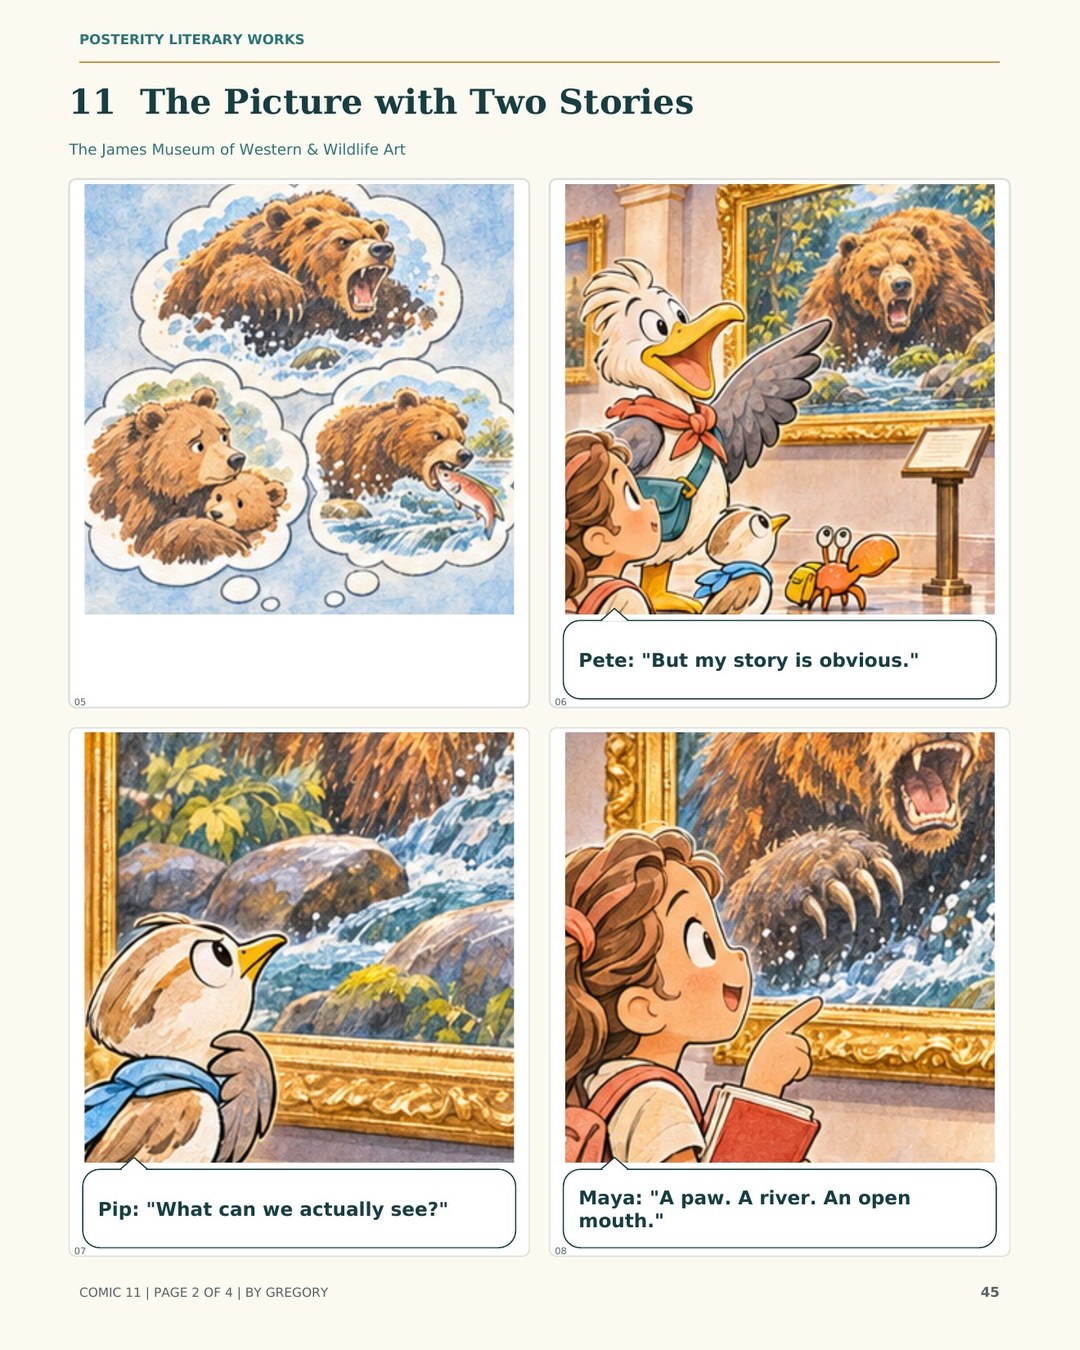 POSTERITY LITERARY WORKS
11 The Picture with Two Stories
The James Museum of Western & Wildlife Art
05
Pete: "But my story is obvious."
06
Pip: "What can we actually see?"
07
Maya: "A paw. A river. An open
mouth."
08
COMIC 11 | PAGE 2 OF 4 | BY GREGORY
45